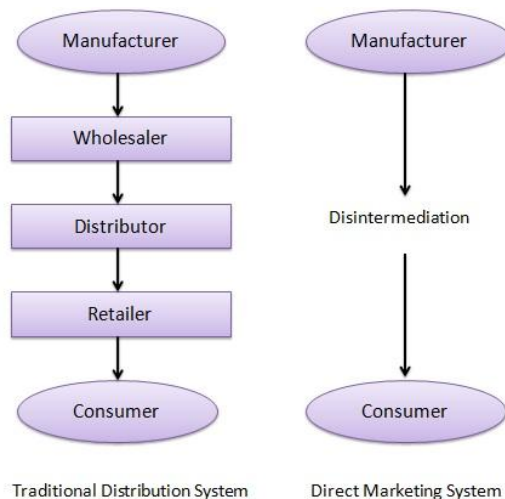 Manufacturer
Wholesaler
Distributor
Retailer
Consumer
Traditional Distribution System
Manufacturer
Disintermediation
Consumer
Direct Marketing System